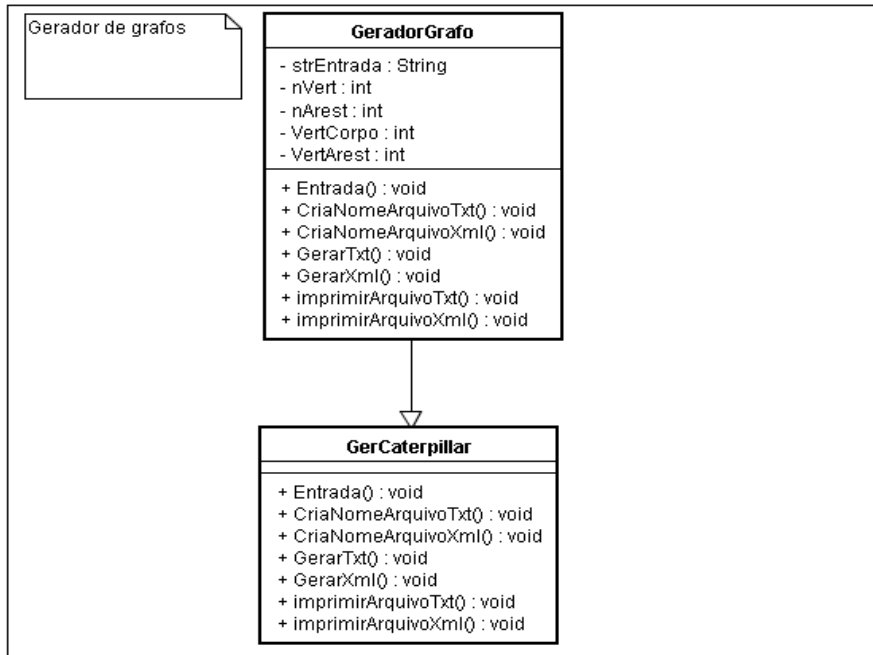 Gerador de grafos
GeradorGrafo
- strEntrada : String
- nVert : int
- nArest : int
- VertCorpo : int
- VertArest : int
+ Entrada() : void
+ CriaNomeArquivoTxt() : void
+ CriaNomeArquivoXml() : void
+ GerarTxt() : void
+ GerarXml() : void
+ imprimirArquivoTxt() : void
+ imprimirArquivoXml() : void
GerCaterpillar
+ Entrada() : void
+ CriaNomeArquivoTxt() : void
+ CriaNomeArquivoXml() : void
+ GerarTxt() : void
+ GerarXml() : void
+ imprimirArquivoTxt() : void
+ imprimirArquivoXml() : void